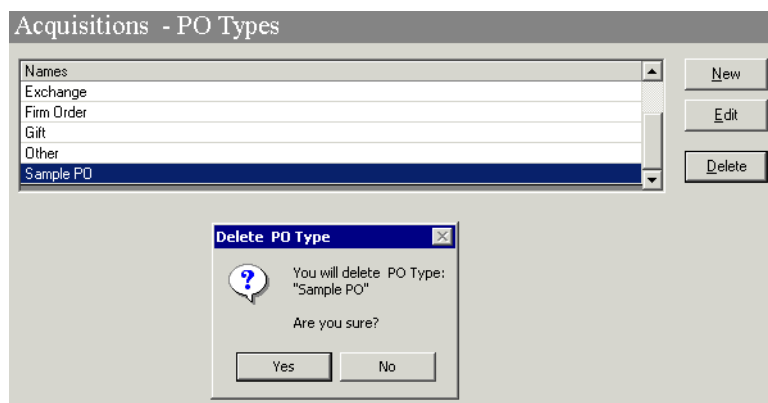 Acquisitions - PO Types
Names
Exchange
Firm Order
Gift
Other
Sample PO
New
Edit
Delete
Delete PO Type
You will delete PO Type:
"Sample PO"
Are you sure?
Yes
No